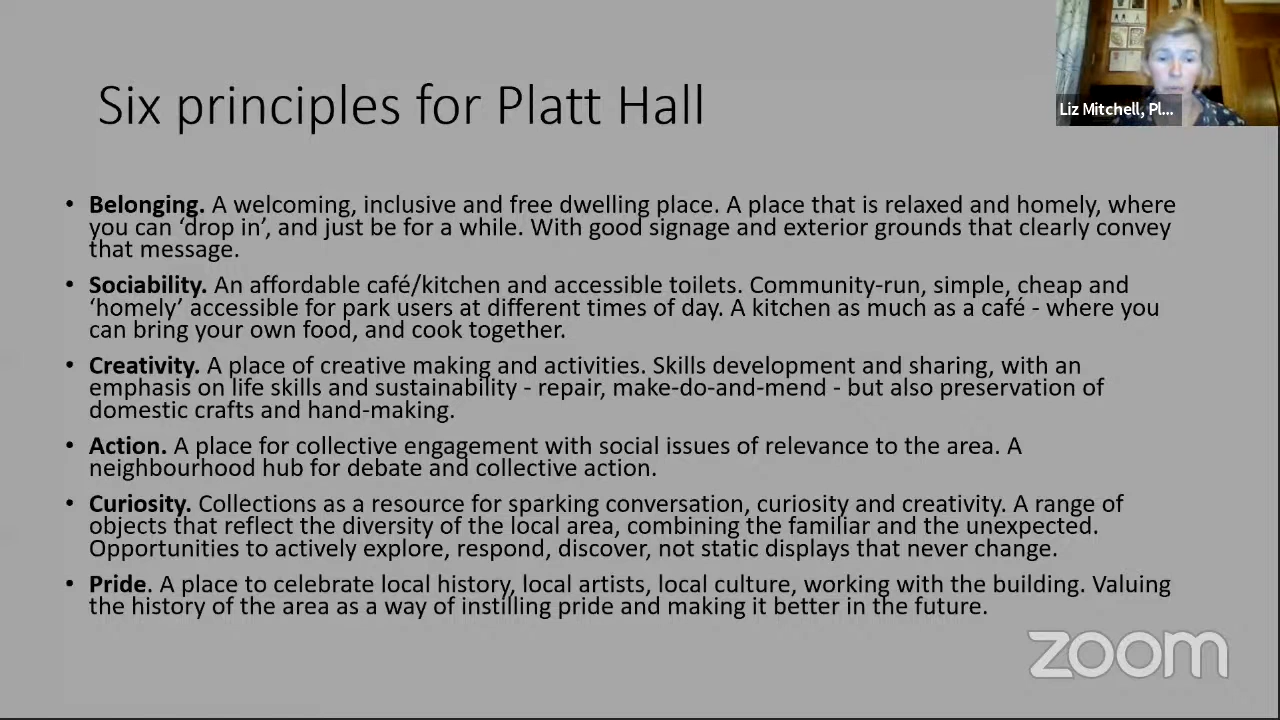 Six principles for Platt Hall
Liz Mitchell, Pl...
• Belonging. A welcoming, inclusive and free dwelling place. A place that is relaxed and homely, where
you can ‘drop in’, and just be for a while. With good signage and exterior grounds that clearly convey
that message.
• Sociability. An affordable café/kitchen and accessible toilets. Community-run, simple, cheap and
‘homely’ accessible for park users at different times of day. A kitchen as much as a café - where you
can bring your own food, and cook together.
• Creativity. A place of creative making and activities. Skills development and sharing, with an
emphasis on life skills and sustainability - repair, make-do-and-mend - but also preservation of
domestic crafts and hand-making.
• Action. A place for collective engagement with social issues of relevance to the area. A
neighbourhood hub for debate and collective action.
• Curiosity. Collections as a resource for sparking conversation, curiosity and creativity. A range of
objects that reflect the diversity of the local area, combining the familiar and the unexpected.
Opportunities to actively explore, respond, discover, not static displays that never change.
• Pride. A place to celebrate local history, local artists, local culture, working with the building. Valuing
the history of the area as a way of instilling pride and making it better in the future.
zoom